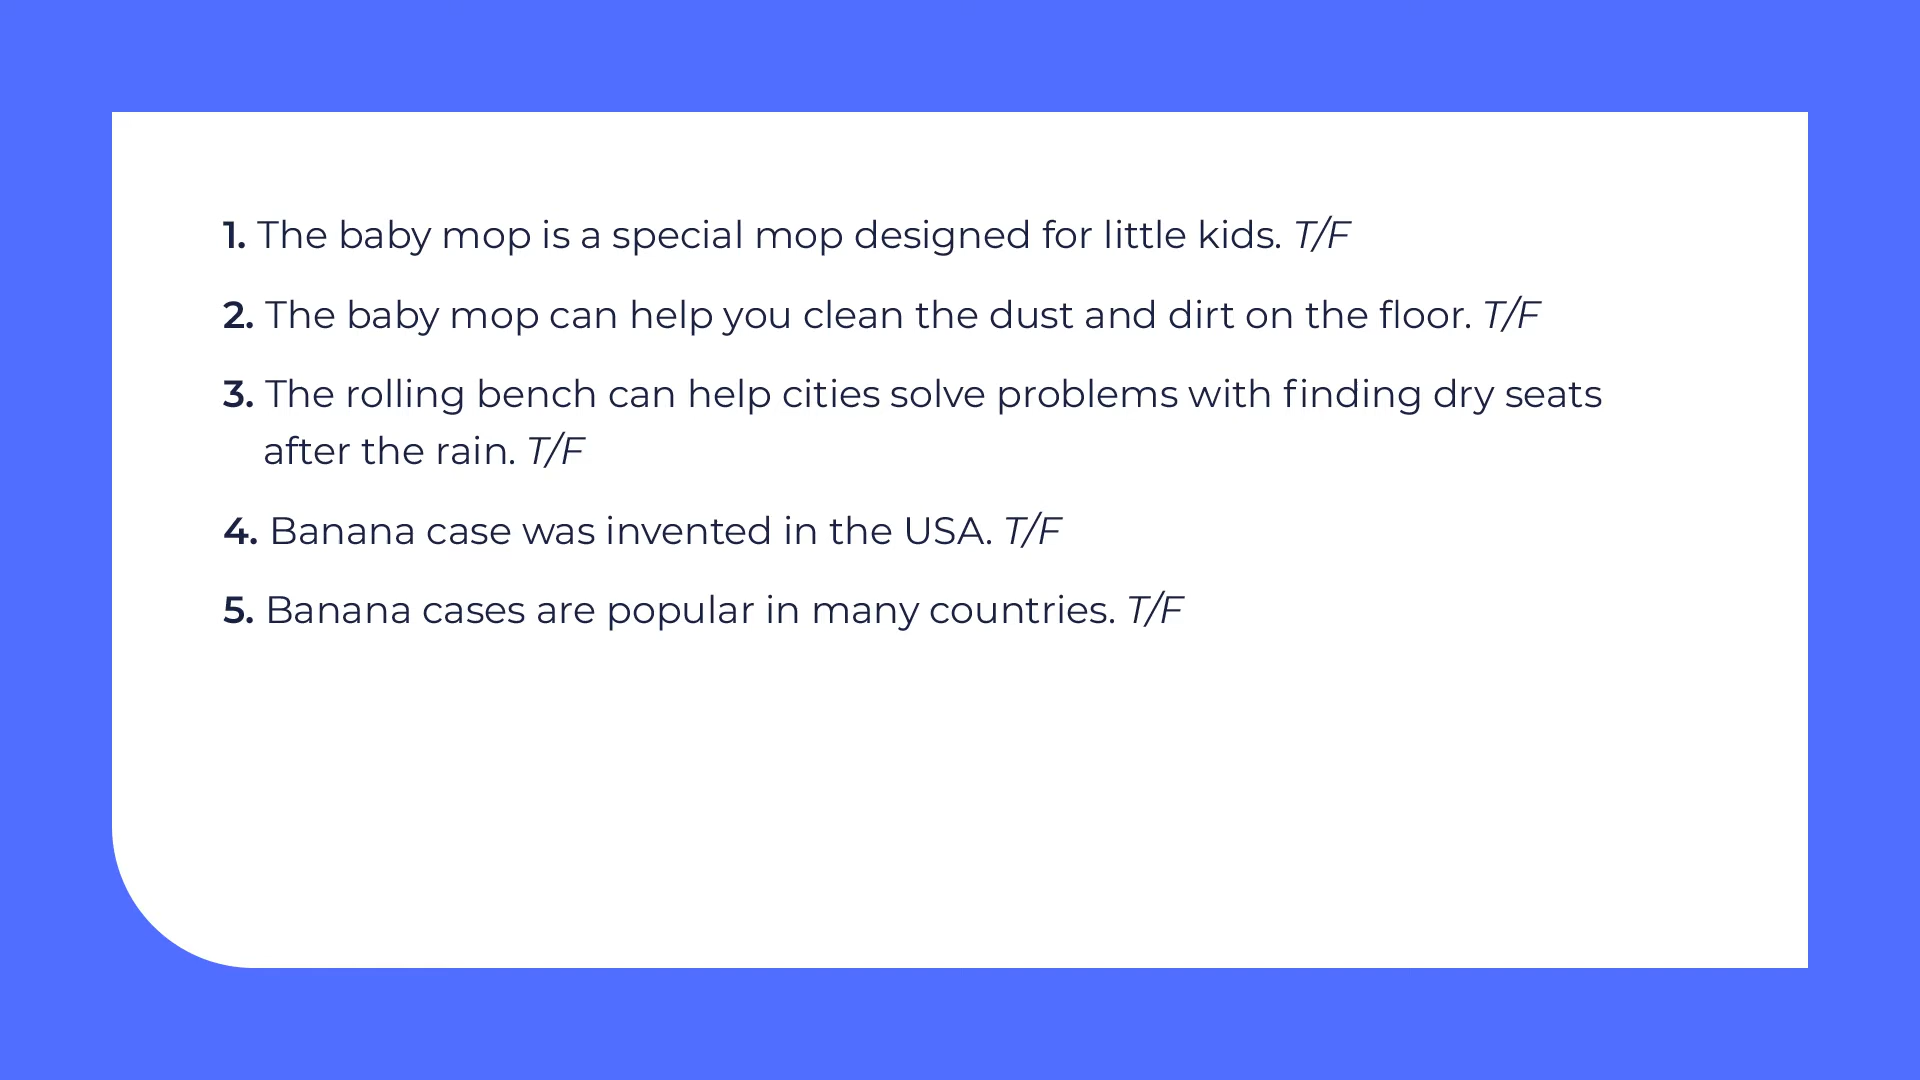 1. The baby mop is a special mop designed for little kids. T/F
2. The baby mop can help you clean the dust and dirt on the floor. T/F
3. The rolling bench can help cities solve problems with finding dry seats
after the rain. T/F
4. Banana case was invented in the USA. T/F
5. Banana cases are popular in many countries. T/F